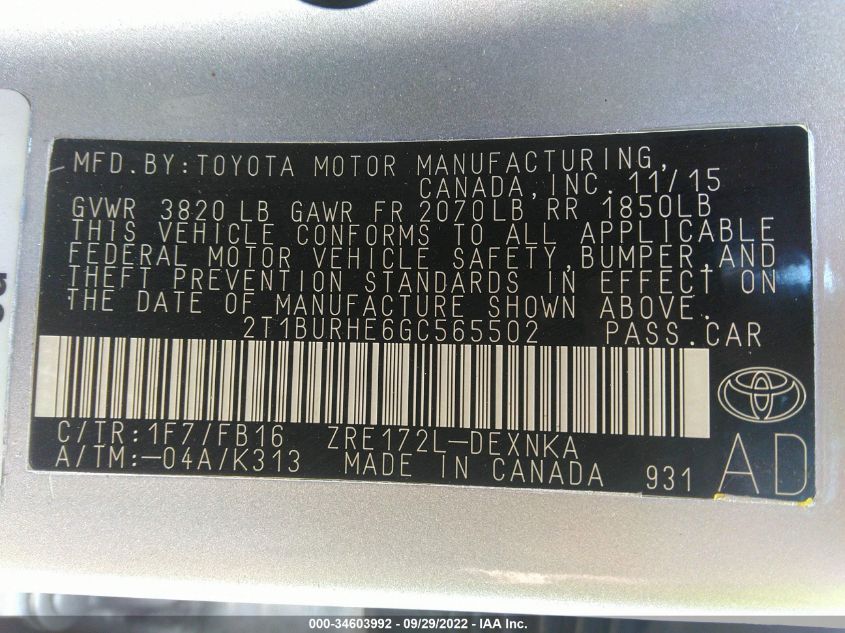 MFD.BY:TOYOTA MOTOR MANUFACTURING,
CANADA,INC. 11/15
GVWR 3820 LB GAWR FR 2070LB RR 1850LB
THIS VEHICLE CONFORMS TO ALL APPLICABLE
FEDERAL MOTOR VEHICLE SAFETY,BUMPER,AND
THEFT PREVENTION STANDARDS IN EFFECT ON
THE DATE OF MANUFACTURE SHOWN ABOVE.
2T1BURHE6GC565502 PASS.CAR
C/TR:1F7/FB16 ZRE172L-DEXNKA
A/TM:-04A/K313 MADE IN CANADA 931 AD
000-34603992 - 09/29/2022 - IAA Inc.